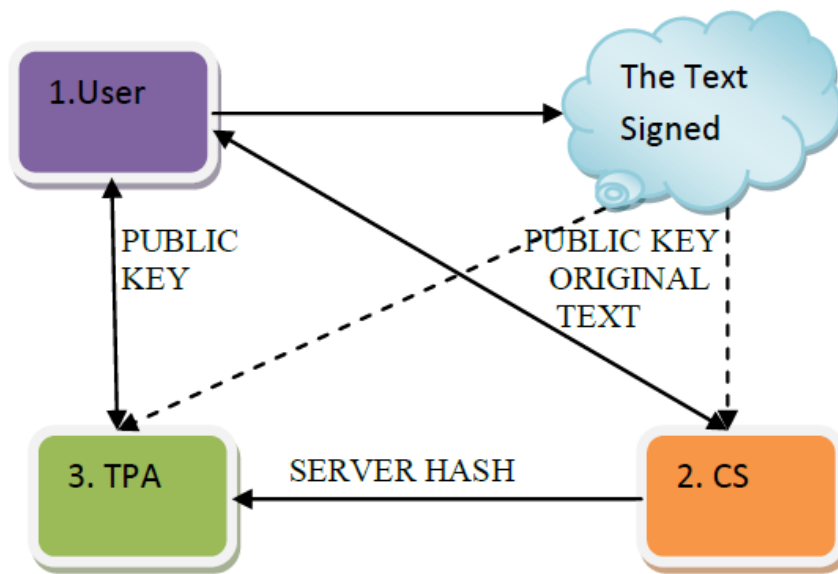 1.User
The Text
Signed
PUBLIC
KEY
PUBLIC KEY
ORIGINAL
TEXT
3. TPA
SERVER HASH
2. CS